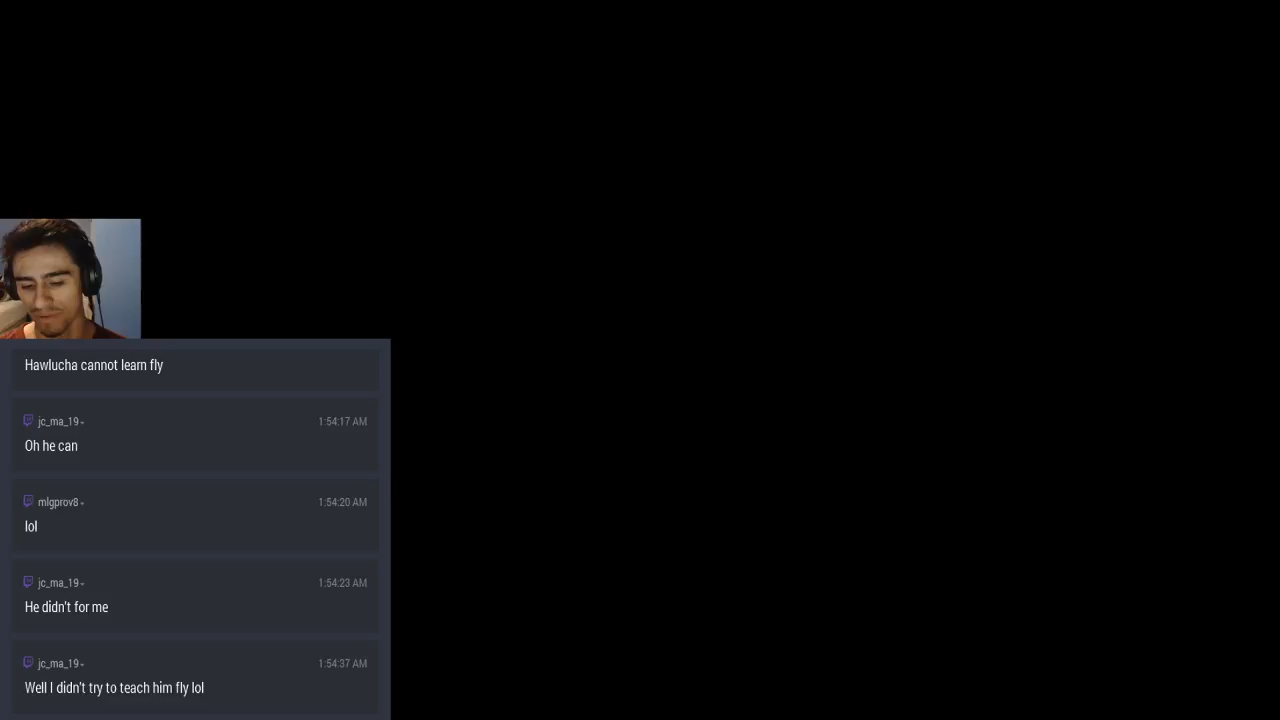 Hawlucha cannot learn fly
jc_ma_19 1:54:17 AM
Oh he can
mlgprov8 1:54:20 AM
lol
jc_ma_19 1:54:23 AM
He didn't for me
jc_ma_19 1:54:37 AM
Well I didn't try to teach him fly lol